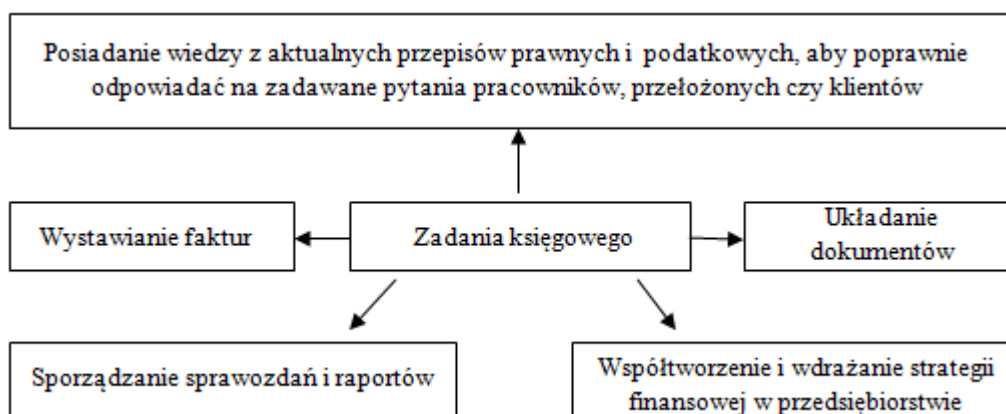 Posiadanie wiedzy z aktualnych przepisów prawnych i podatkowych, aby poprawnie
odpowiadać na zadawane pytania pracowników, przełożonych czy klientów
Wystawianie faktur
Zadania księgowego
Układanie
dokumentów
Sporządzanie sprawozdań i raportów
Współtworzenie i wdrażanie strategii
finansowej w przedsiębiorstwie